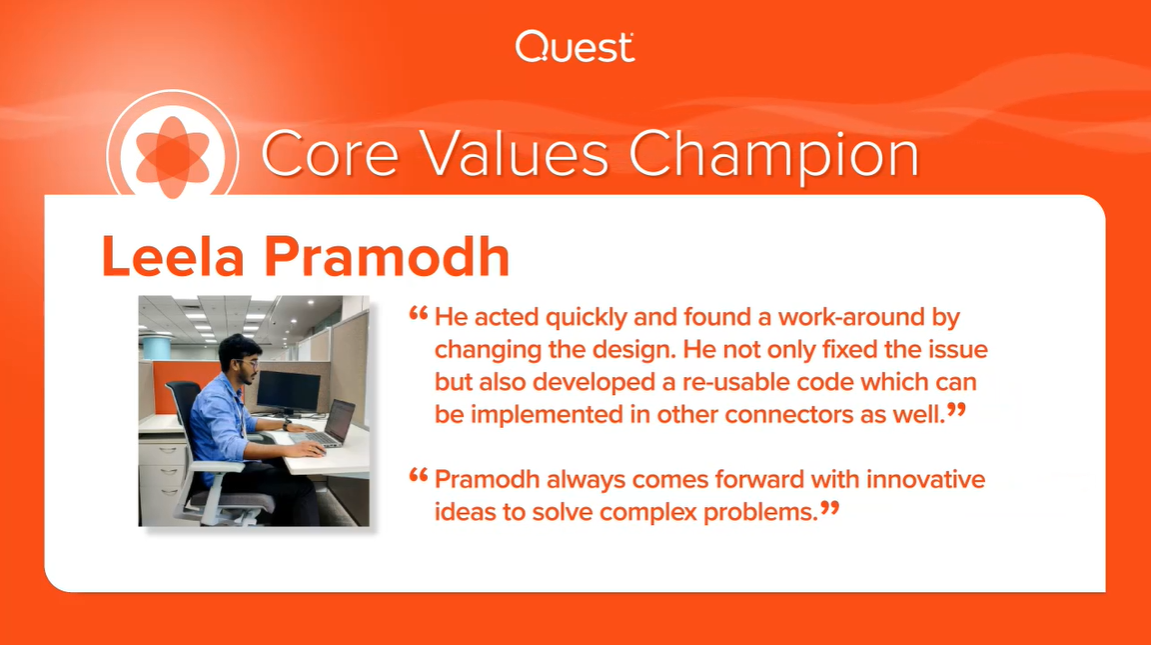 Quest
Core Values Champion
Leela Pramodh
“ He acted quickly and found a work-around by
changing the design. He not only fixed the issue
but also developed a re-usable code which can
be implemented in other connectors as well.”
“ Pramodh always comes forward with innovative
ideas to solve complex problems.”